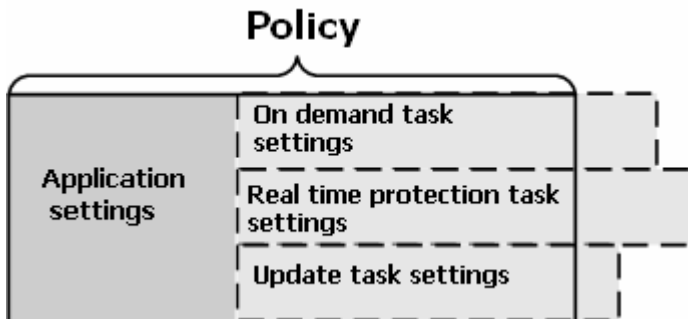 Policy
Application
settings
On demand task
settings
Real time protection task
settings
Update task settings